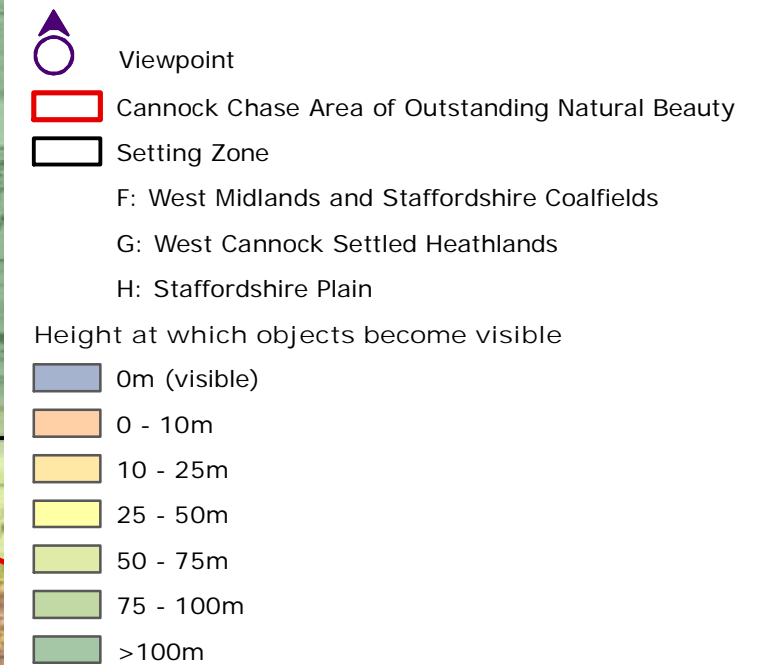 Viewpoint
Cannock Chase Area of Outstanding Natural Beauty
Setting Zone
F: West Midlands and Staffordshire Coalfields
G: West Cannock Settled Heathlands
H: Staffordshire Plain
Height at which objects become visible
0m (visible)
0 - 10m
10 - 25m
25 - 50m
50 - 75m
75 - 100m
>100m